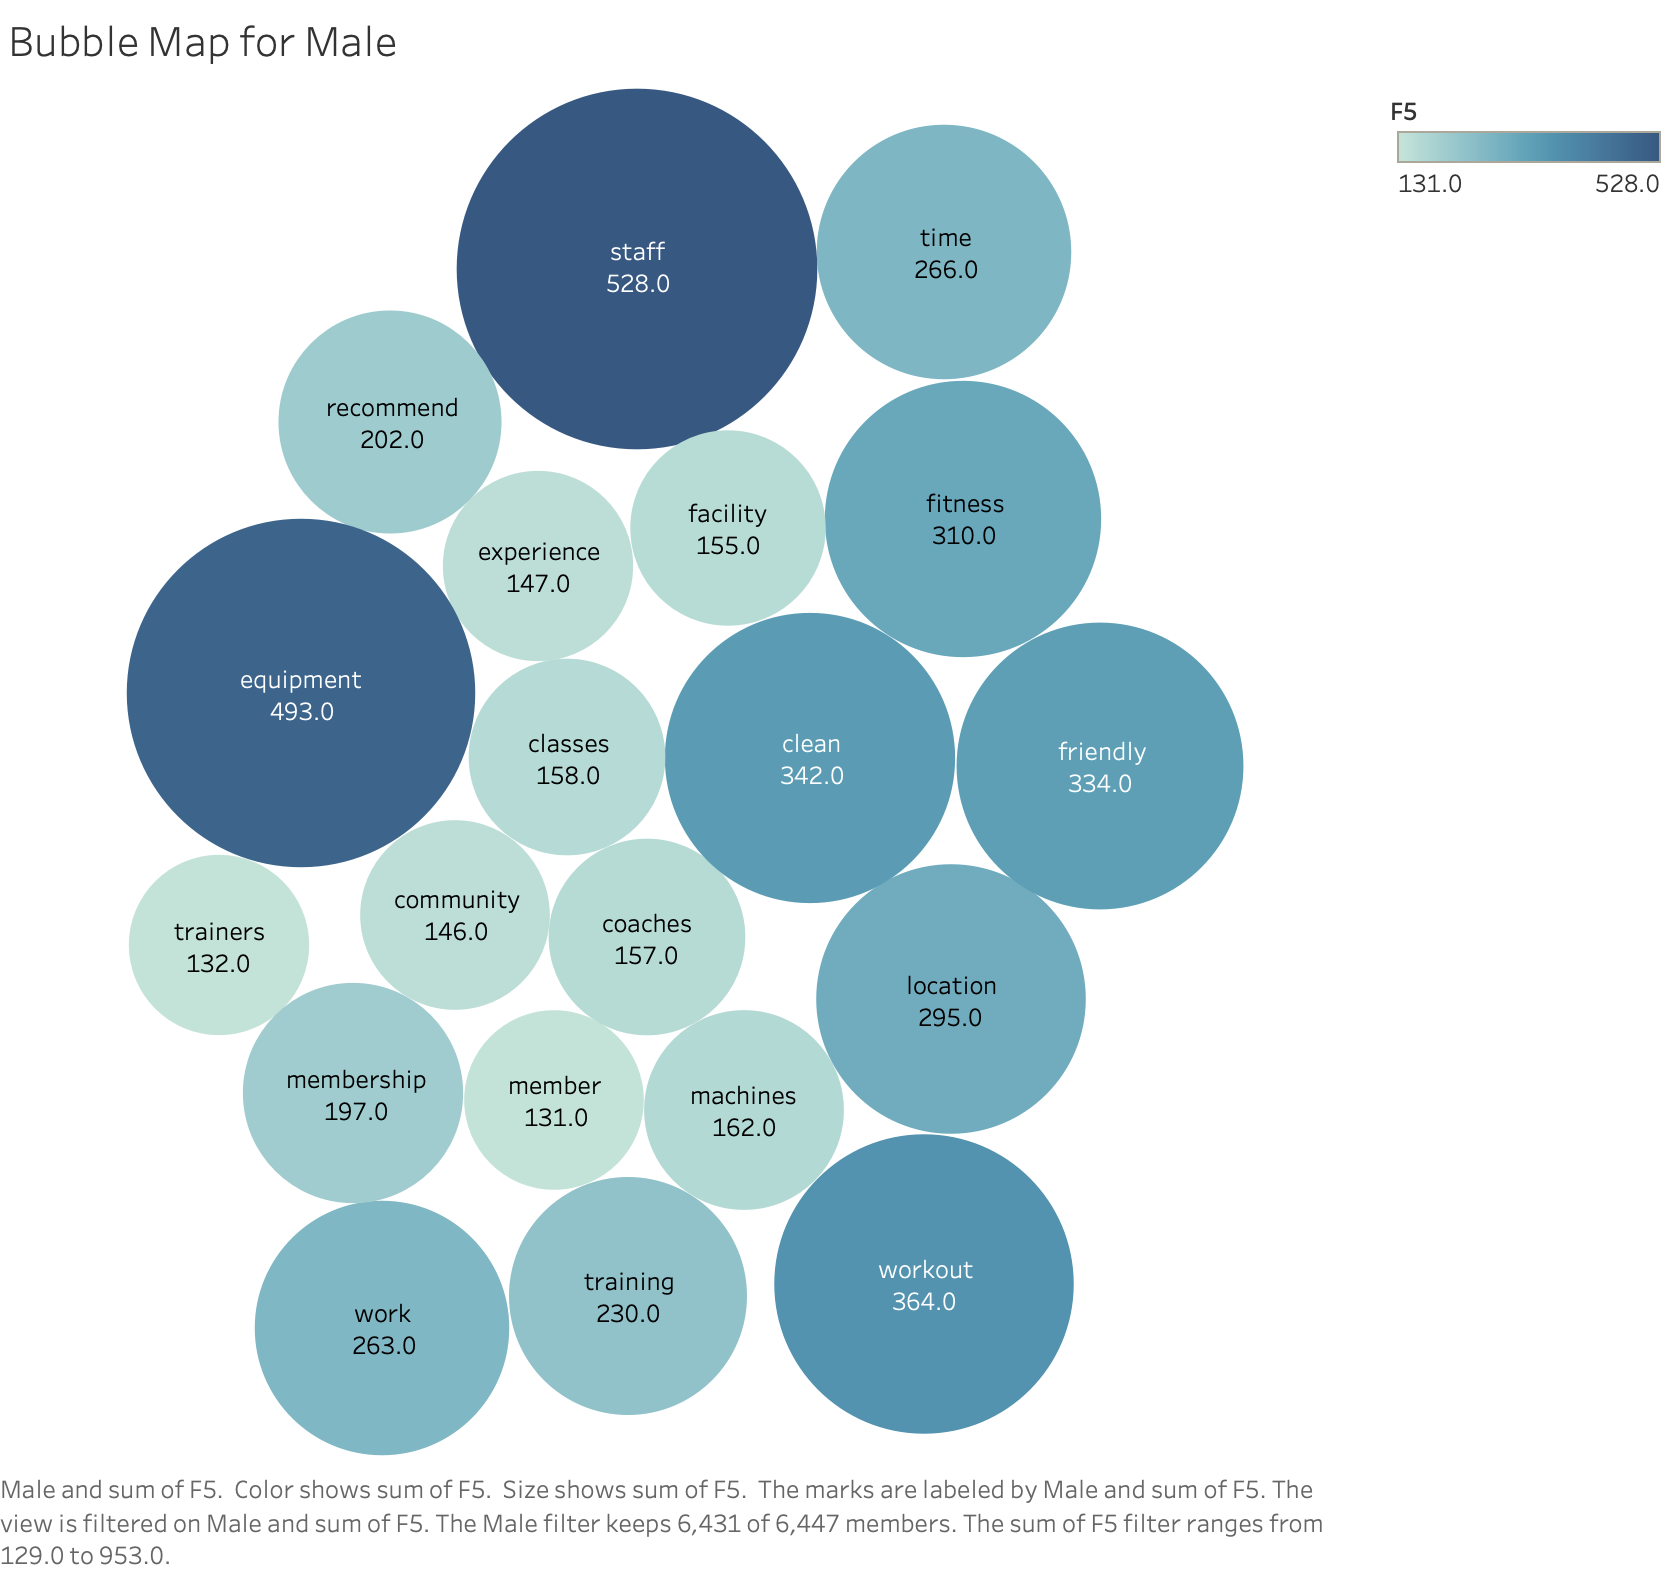 Bubble Map for Male
F5
131.0 528.0
staff
528.0
time
266.0
recommend
202.0
facility
155.0
fitness
310.0
experience
147.0
equipment
493.0
classes
158.0
clean
342.0
friendly
334.0
community
146.0
coaches
157.0
trainers
132.0
location
295.0
membership
197.0
member
131.0
machines
162.0
workout
364.0
training
230.0
work
263.0
Male and sum of F5.  Color shows sum of F5.  Size shows sum of F5.  The marks are labeled by Male and sum of F5. The
view is filtered on Male and sum of F5. The Male filter keeps 6,431 of 6,447 members. The sum of F5 filter ranges from
129.0 to 953.0.